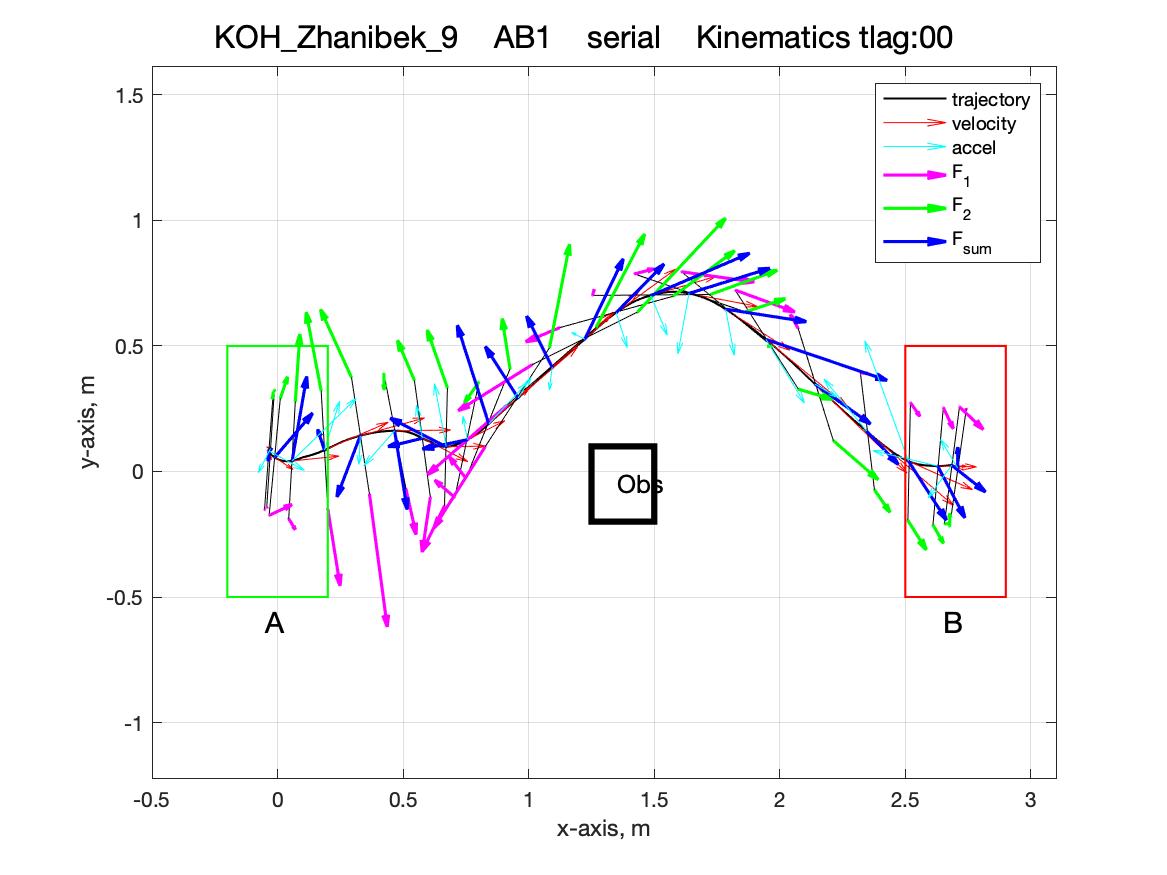 KOH_Zhanibek_9 AB1 serial Kinematics tlag:00
1.5
1
0.5
0
-0.5
-1
y-axis, m
trajectory
velocity
accel
F1
F2
Fsum
Obs
A
B
-0.5 0 0.5 1 1.5 2 2.5 3
x-axis, m